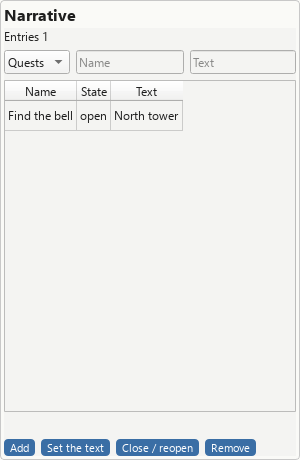 Narrative
Entries 1
Quests Name Text
Name State Text
Find the bell open North tower
Add Set the text Close / reopen Remove